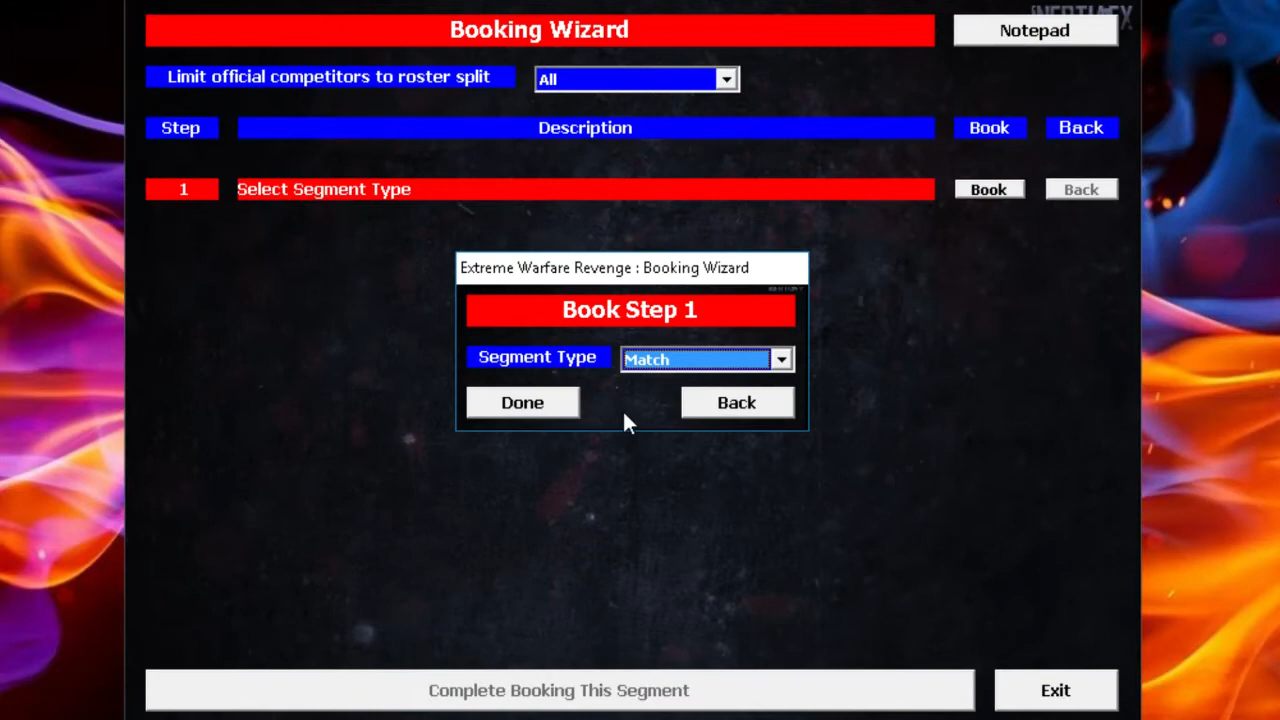 Booking Wizard
Notepad
Limit official competitors to roster split
All
Step
Description
Book
Back
1
Select Segment Type
Book
Back
Extreme Warfare Revenge : Booking Wizard
Book Step 1
Segment Type
Match
Done
Back
Complete Booking This Segment
Exit